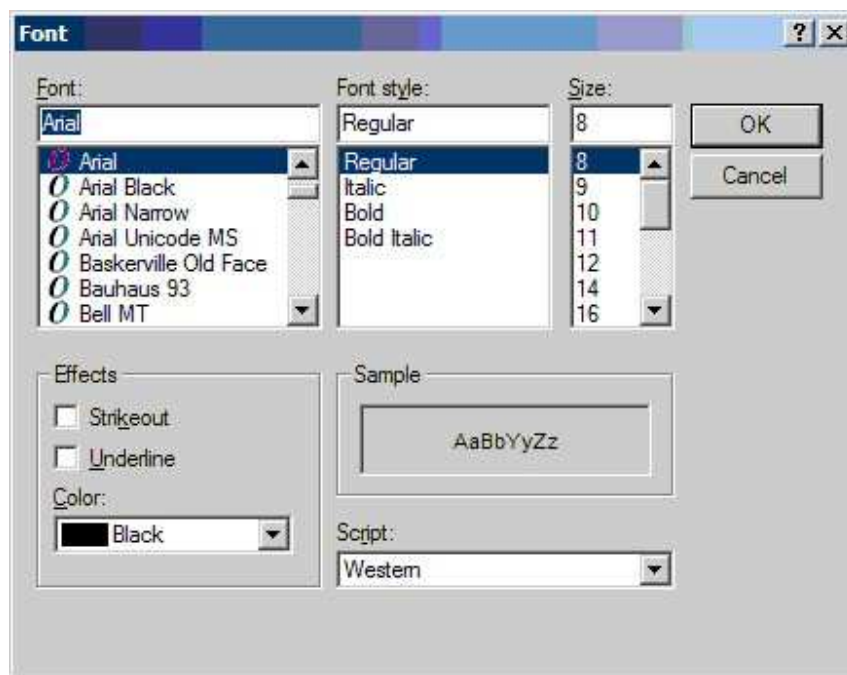 Font
Font:
Font style:
Size:
Arial
Regular
8
OK
Arial
Arial Black
Arial Narrow
Arial Unicode MS
Baskerville Old Face
Bauhaus 93
Bell MT
Regular
Italic
Bold
Bold Italic
8
9
10
11
12
14
16
Cancel
Effects
Strikeout
Underline
Color:
Black
Sample
AaBbYyZz
Script:
Western